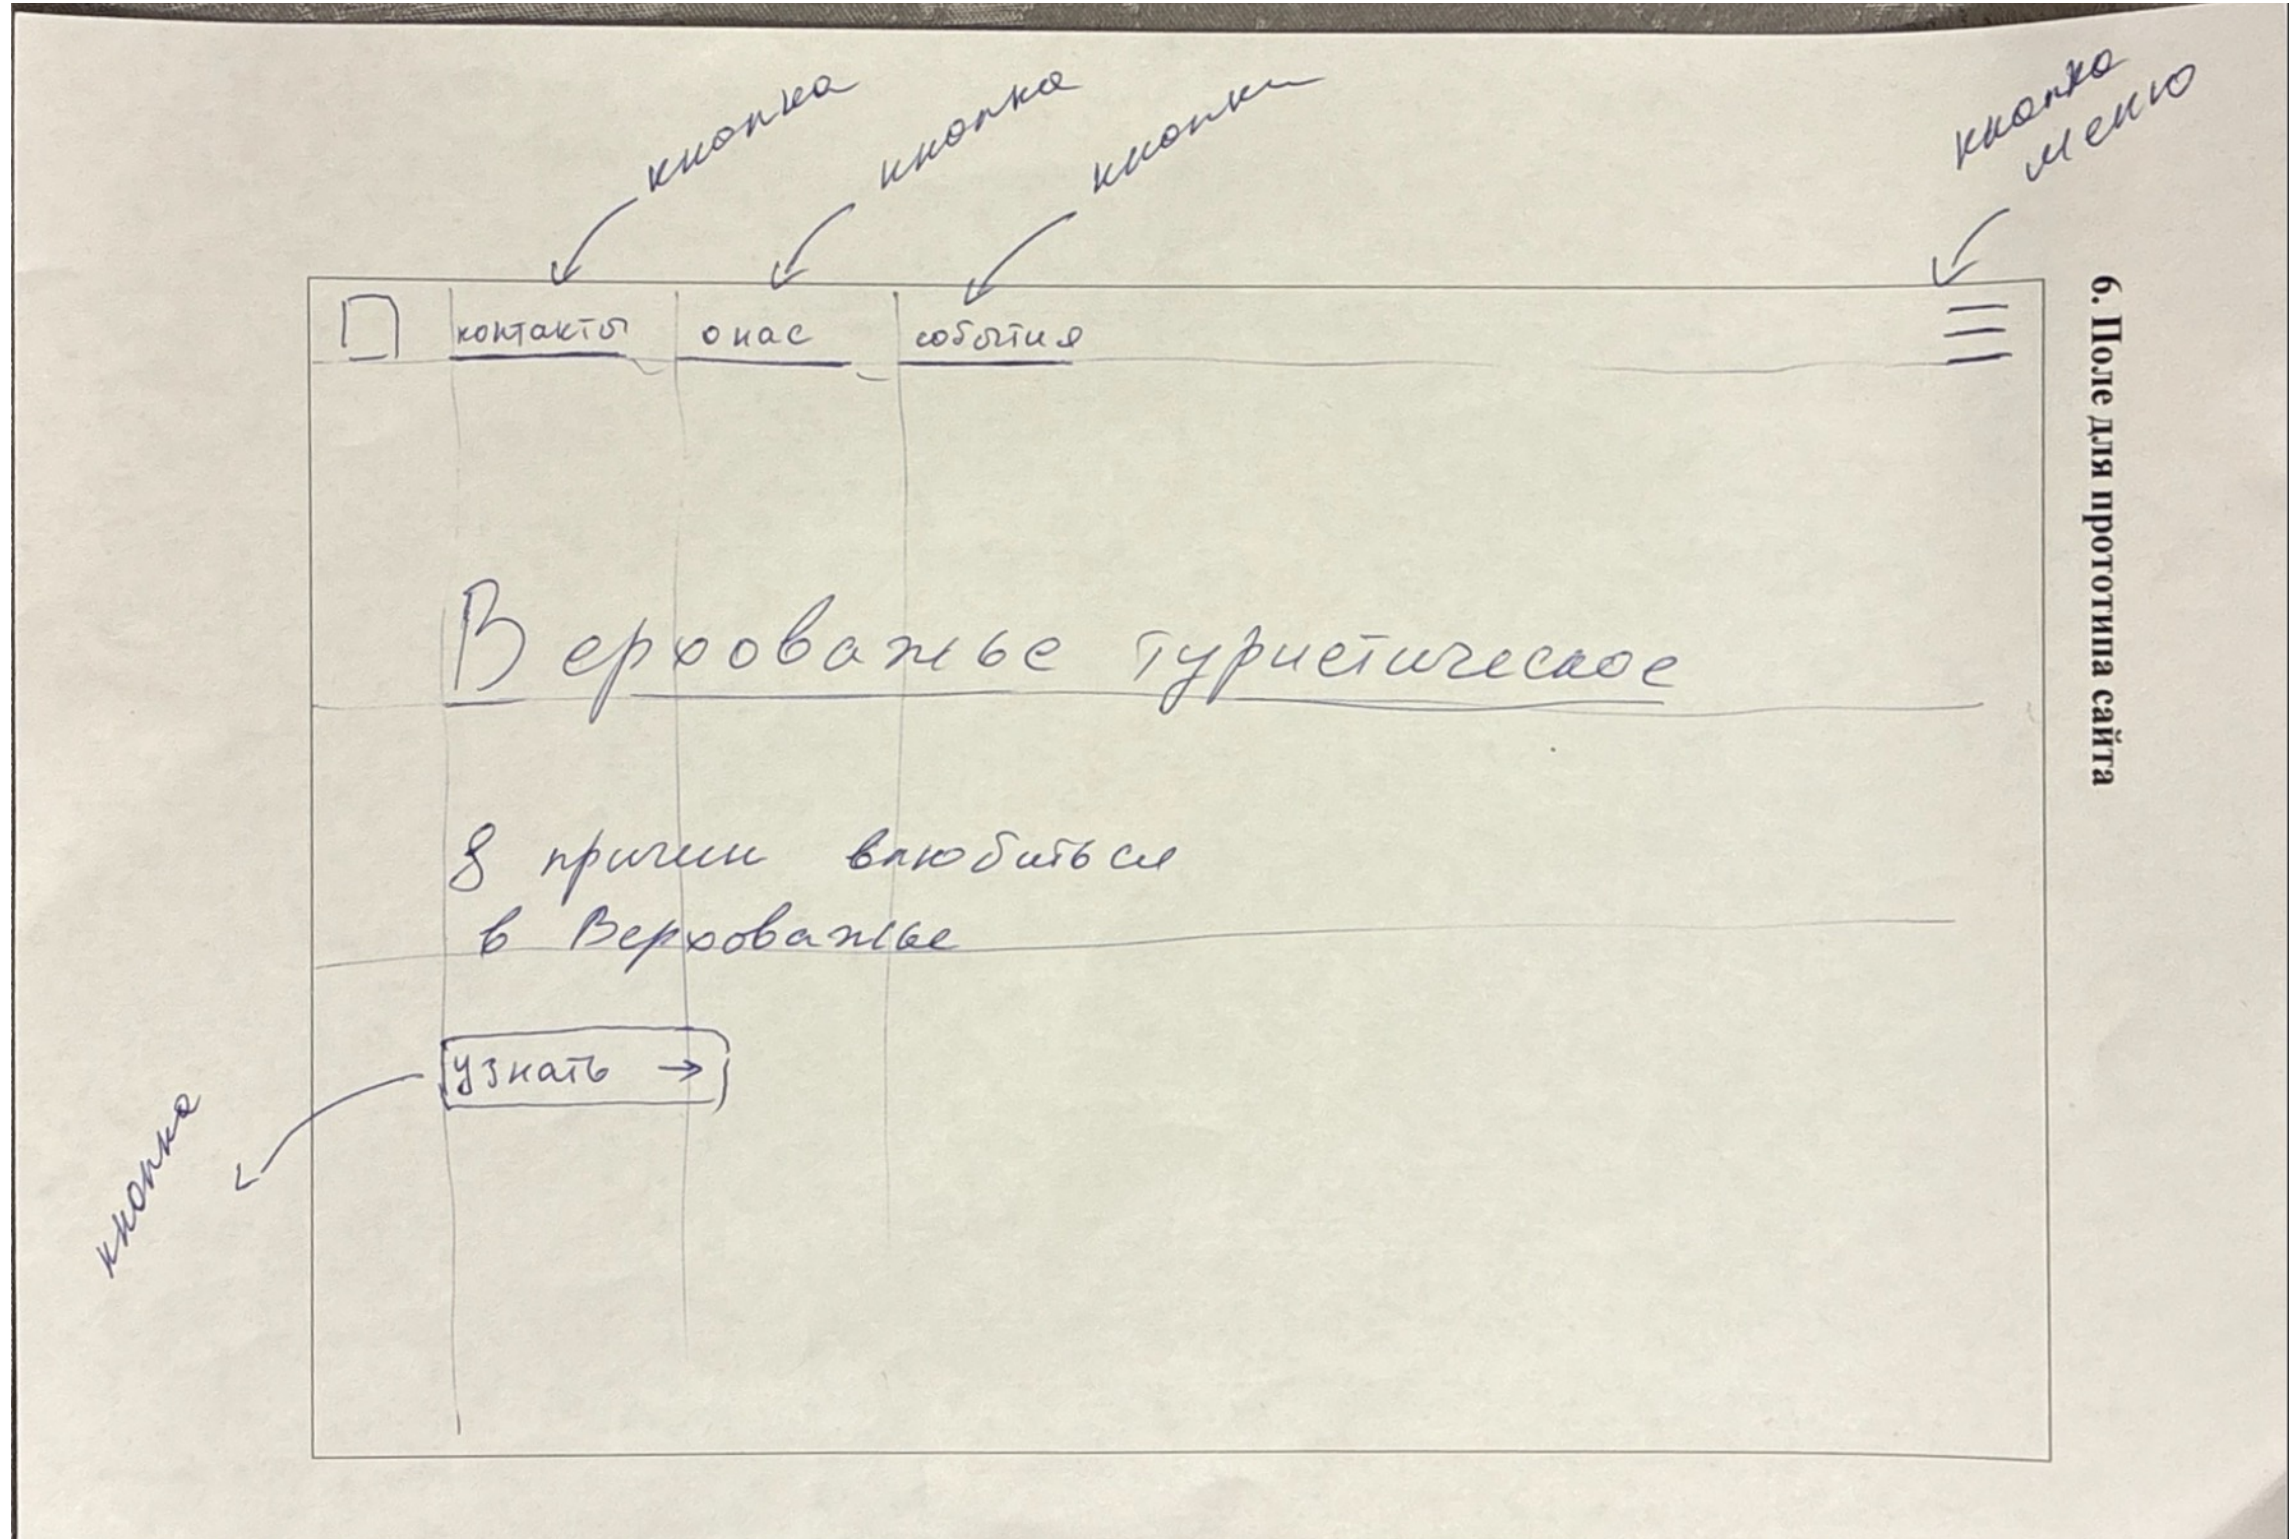 кнопка
кнопка
кнопки
кнопка
меню
контакты
о нас
события
6. Поле для прототипа сайта
Верховажье туристическое
8 причин влюбиться
в Верховажье
узнать →
кнопка